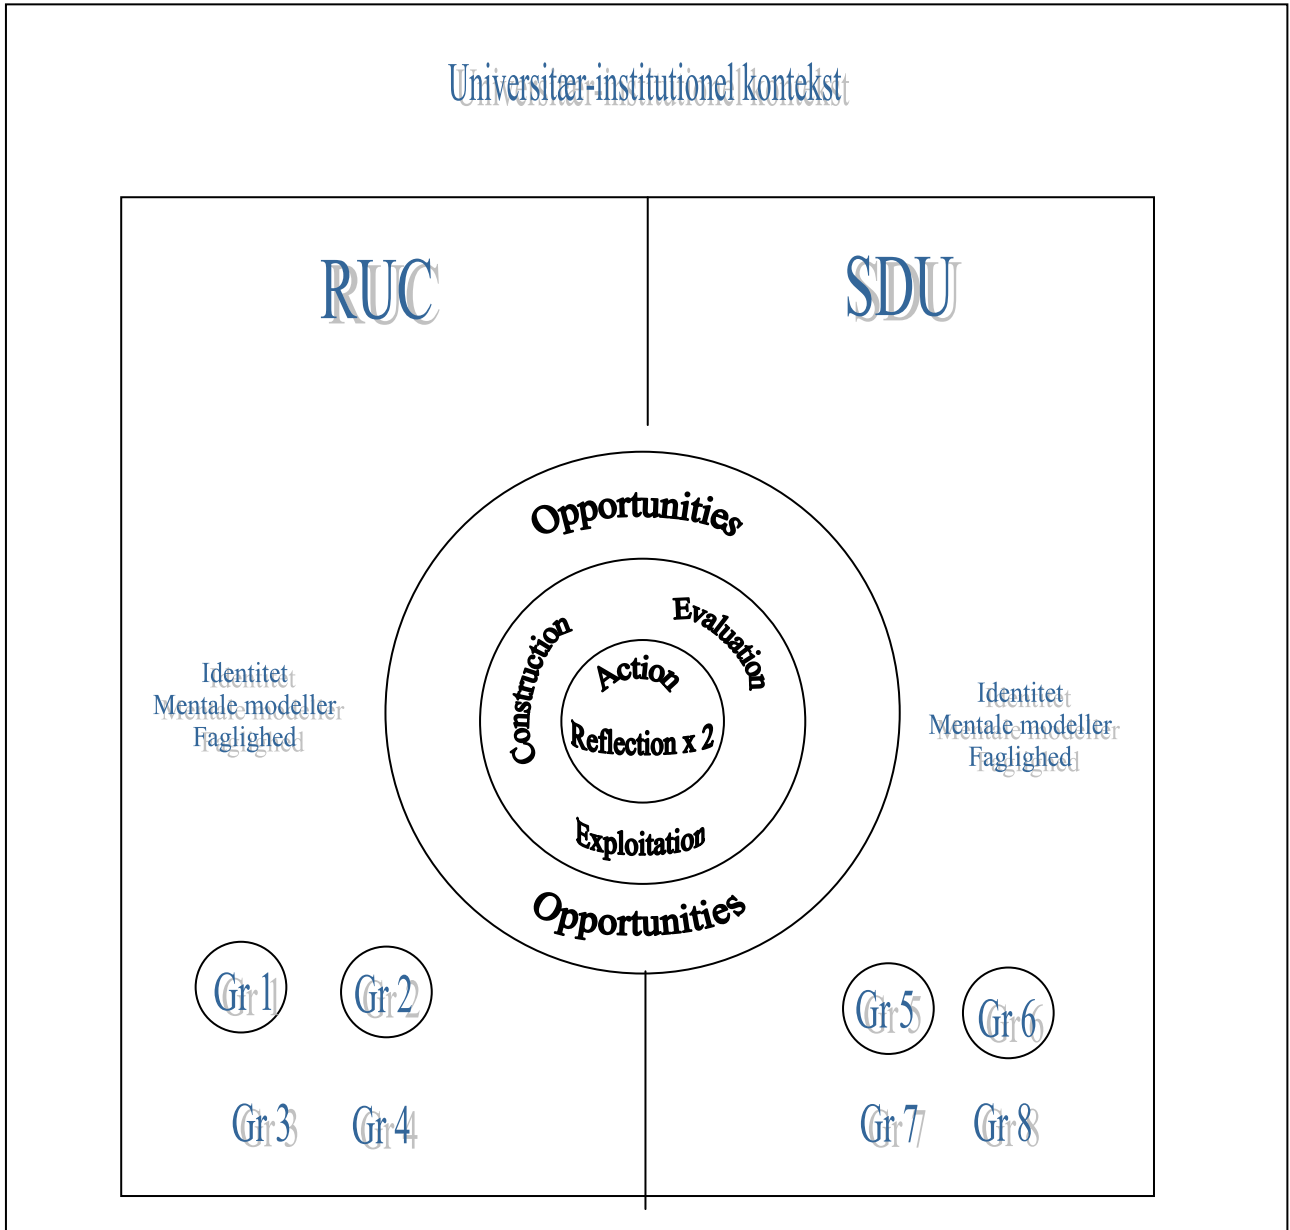 Universitær-institutionel kontekst
RUC
SDU
Opportunities
Construction
Evaluation
Action
Reflection x 2
Exploitation
Opportunities
Identitet
Mentale modeller
Faglighed
Identitet
Mentale modeller
Faglighed
Gr 1
Gr 2
Gr 3
Gr 4
Gr 5
Gr 6
Gr 7
Gr 8